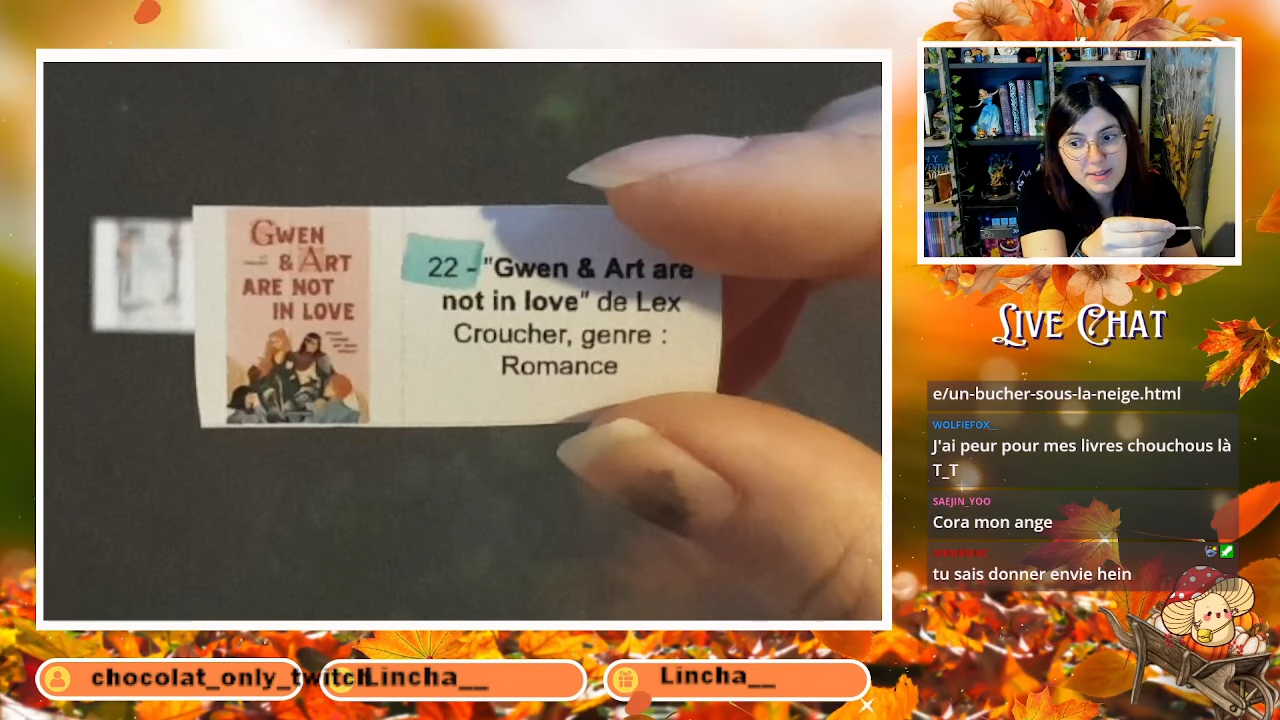 GWEN
& ART
ARE NOT
IN LOVE
22 - "Gwen & Art are
not in love" de Lex
Croucher, genre :
Romance
LIVE CHAT
e/un-bucher-sous-la-neige.html
WOLFIEFOX__
J'ai peur pour mes livres chouchous là
T_T
SAEJIN_YOO
Cora mon ange
tu sais donner envie hein
chocolat_only_twitch
Lincha__
Lincha__